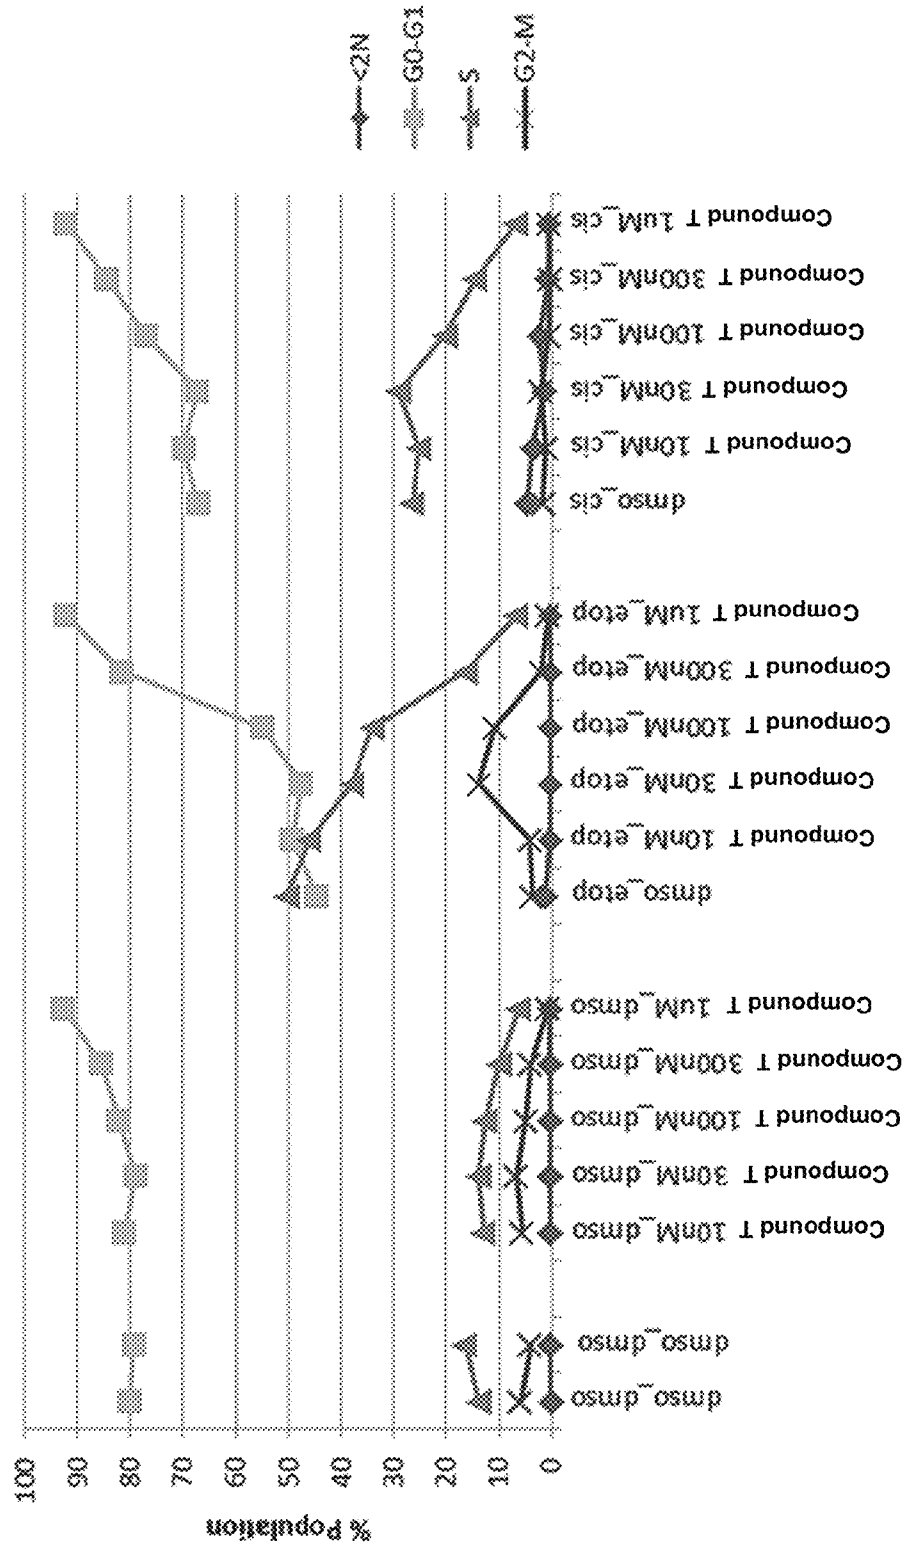 % Population
100
90
80
70
60
50
40
30
20
10
0
dmso_dmso
dmso_dmso
Compound T 10nM_dmso
Compound T 30nM_dmso
Compound T 100nM_dmso
Compound T 300nM_dmso
Compound T 1uM_dmso
dmso_etop
Compound T 10nM_etop
Compound T 30nM_etop
Compound T 100nM_etop
Compound T 300nM_etop
Compound T 1uM_etop
dmso_cis
Compound T 10nM_cis
Compound T 30nM_cis
Compound T 100nM_cis
Compound T 300nM_cis
Compound T 1uM_cis
<2N
G0-G1
S
G2-M